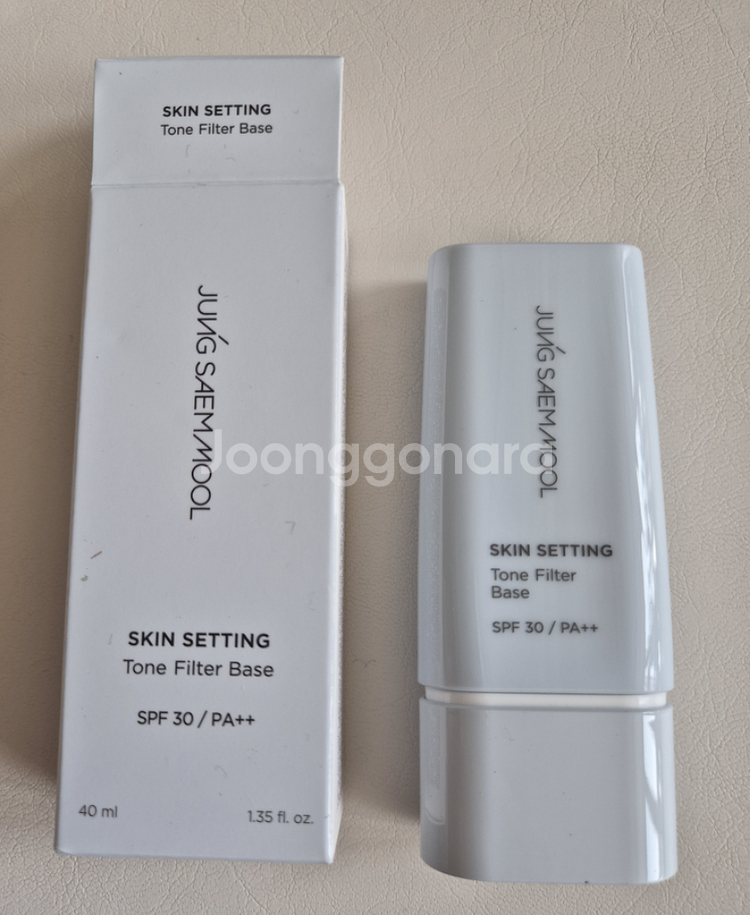 SKIN SETTING
Tone Filter Base
JUNG SAEMMOOL
SKIN SETTING
Tone Filter Base
SPF 30 / PA++
40 ml
1.35 fl. oz.
JUNG SAEMMOOL
SKIN SETTING
Tone Filter
Base
SPF 30 / PA++
Joonggonara